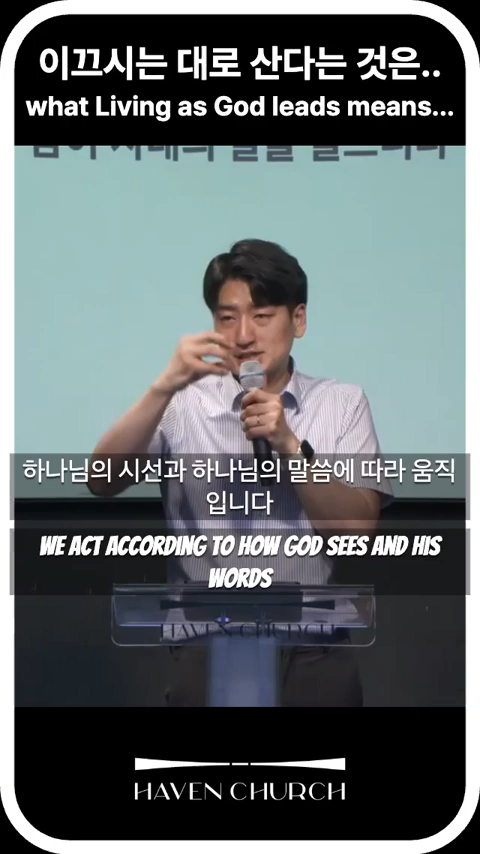 이끄시는 대로 산다는 것은..
what Living as God leads means...
하나님의 시선과 하나님의 말씀에 따라 움직
입니다
WE ACT ACCORDING TO HOW GOD SEES AND HIS
WORDS
HAVEN CHURCH
HAVEN CHURCH